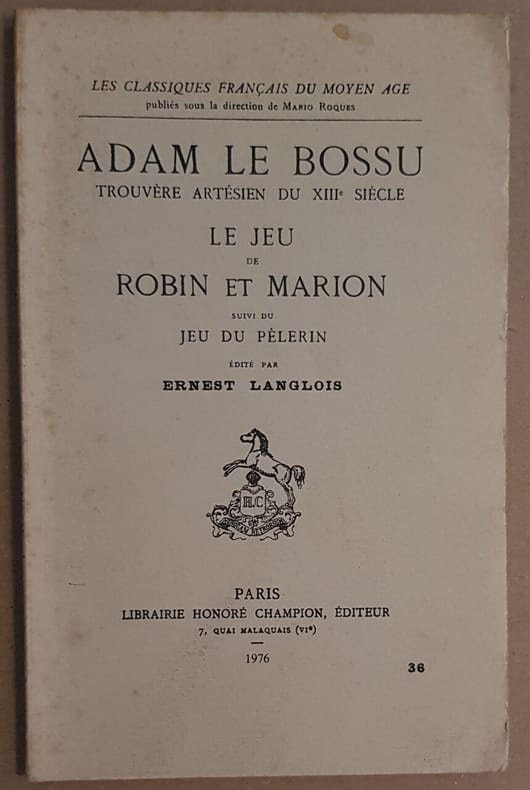 LES CLASSIQUES FRANÇAIS DU MOYEN AGE
publiés sous la direction de MARIO ROQUES
ADAM LE BOSSU
TROUVÈRE ARTÉSIEN DU XIIIᵉ SIÈCLE
LE JEU
DE
ROBIN ET MARION
SUIVI DU
JEU DU PÈLERIN
ÉDITÉ PAR
ERNEST LANGLOIS
H.C
PARIS
LIBRAIRIE HONORÉ CHAMPION, ÉDITEUR
7, QUAI MALAQUAIS (VIᵉ)
1976
36